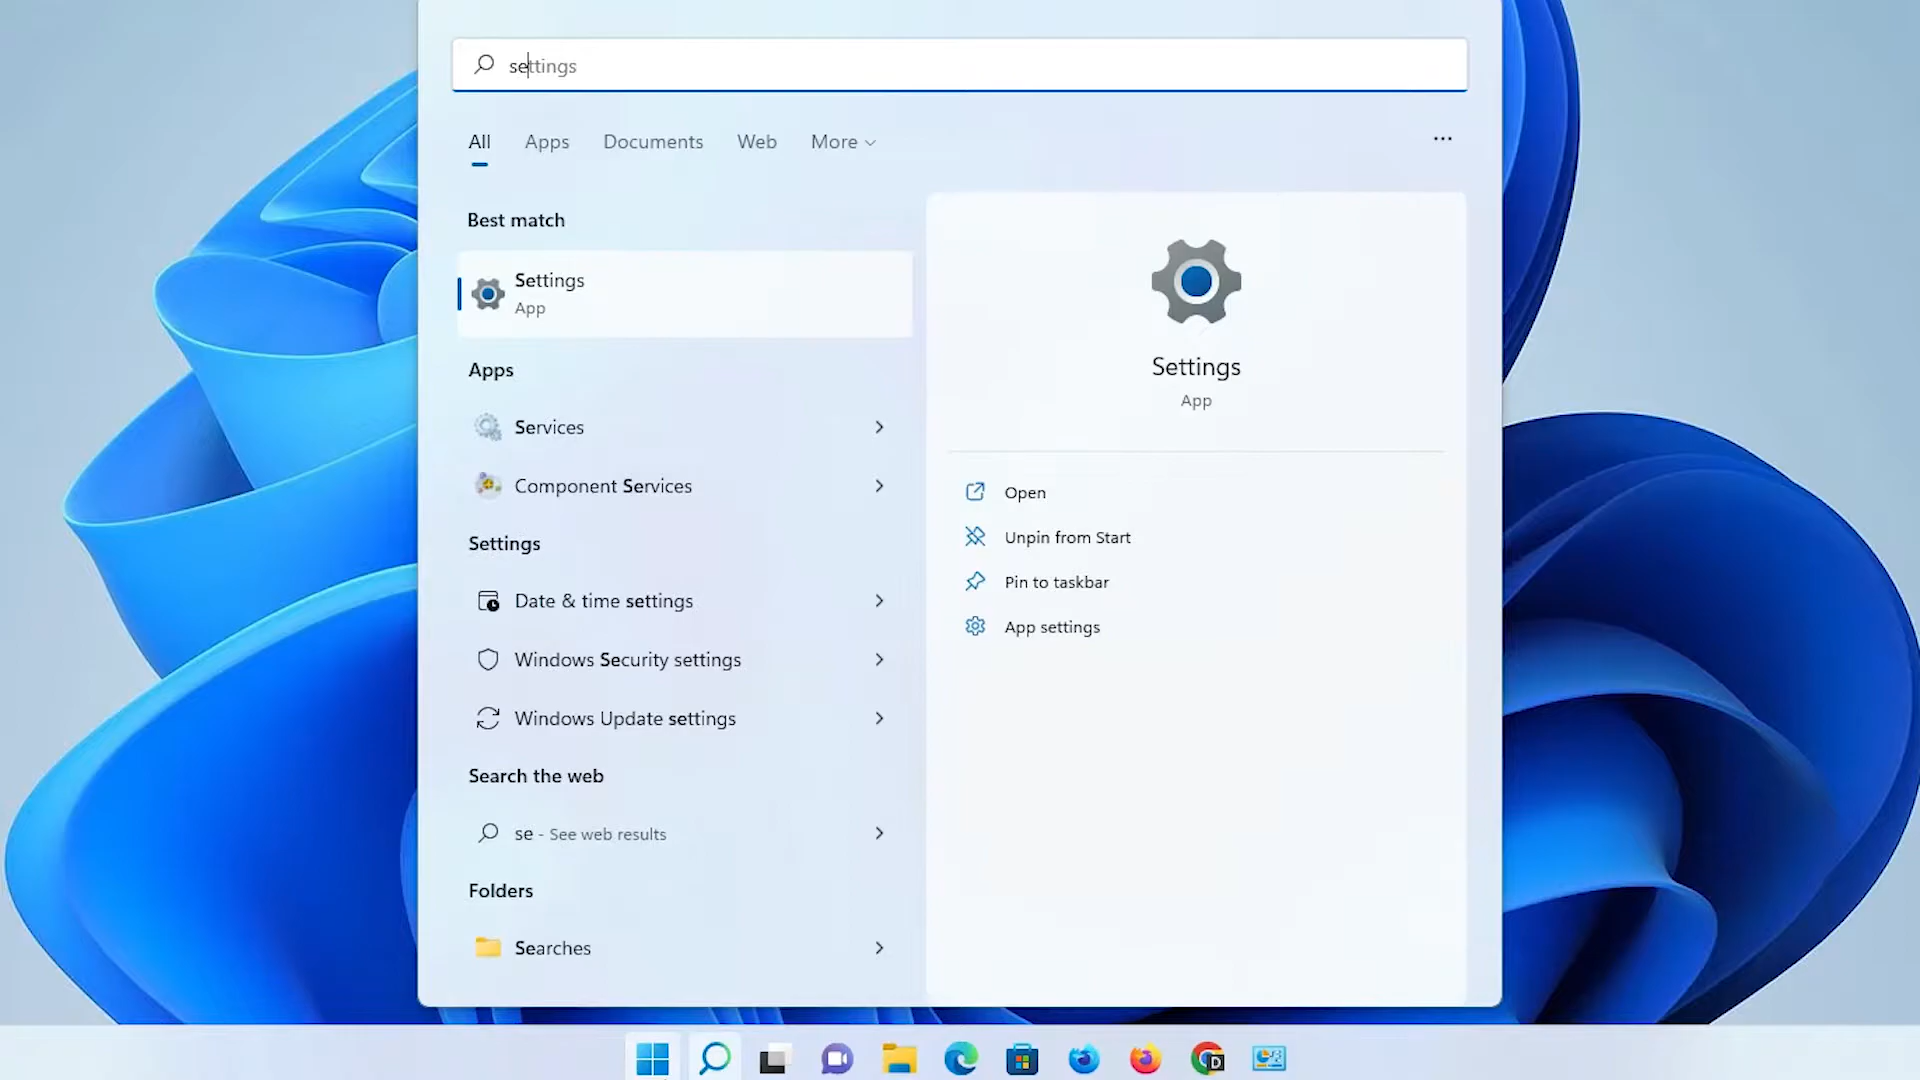 settings
All Apps Documents Web More
Best match
Settings
App
Apps
Services
Component Services
Settings
Date & time settings
Windows Security settings
Windows Update settings
Search the web
se - See web results
Folders
Searches
Settings
App
Open
Unpin from Start
Pin to taskbar
App settings
D